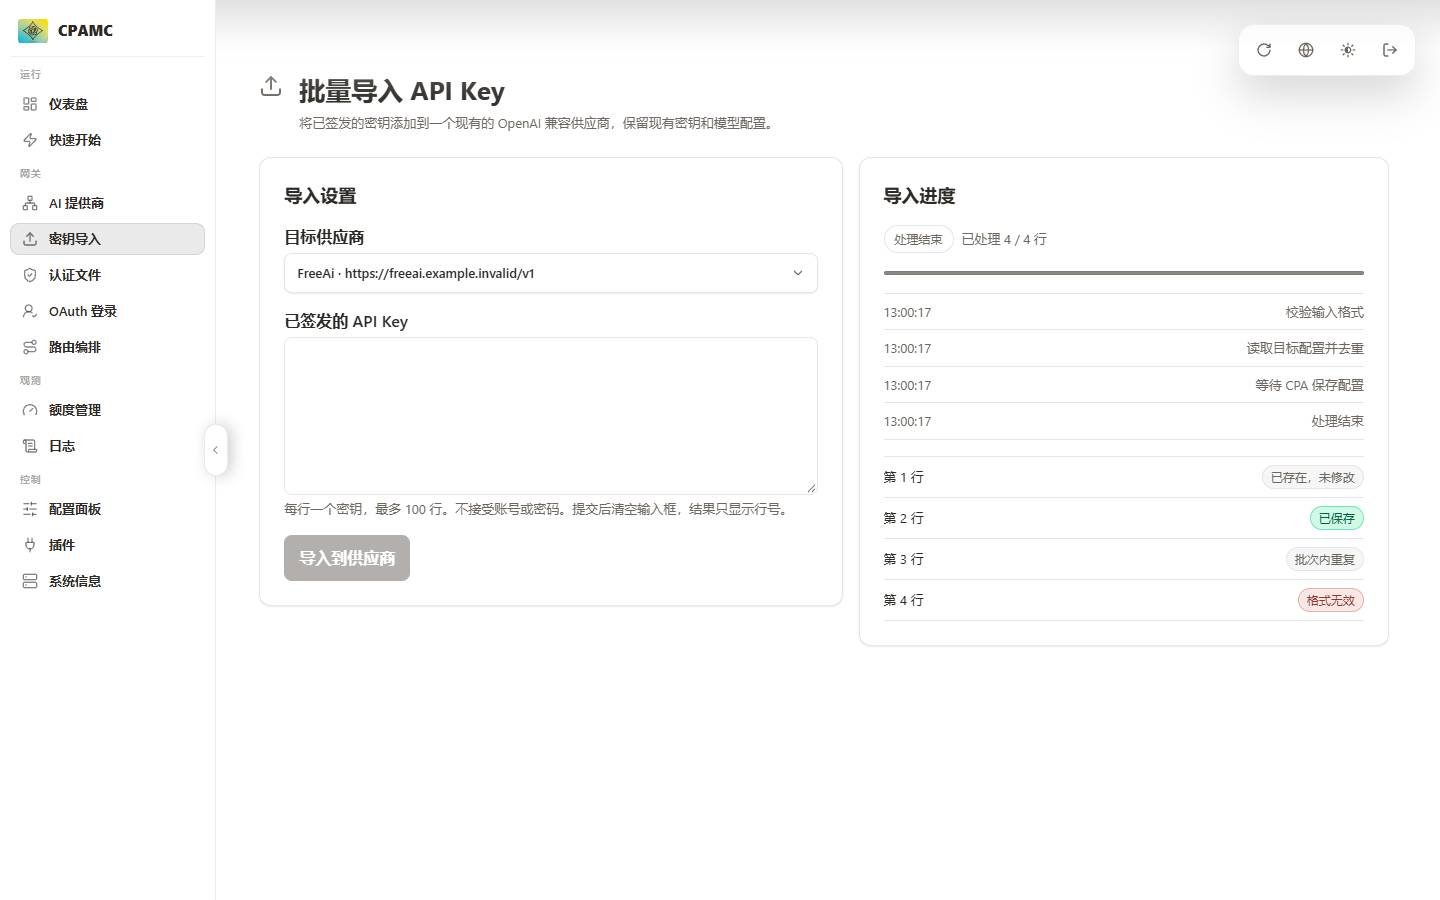 CPAMC
运行
仪表盘
快速开始
网关
AI 提供商
密钥导入
认证文件
OAuth 登录
路由编排
观测
额度管理
日志
控制
配置面板
插件
系统信息
批量导入 API Key
将已签发的密钥添加到一个现有的 OpenAI 兼容供应商，保留现有密钥和模型配置。
导入设置
目标供应商
FreeAi · https://freeai.example.invalid/v1
已签发的 API Key
每行一个密钥，最多 100 行。不接受账号或密码。提交后清空输入框，结果只显示行号。
导入到供应商
导入进度
处理结束 已处理 4 / 4 行
13:00:17 校验输入格式
13:00:17 读取目标配置并去重
13:00:17 等待 CPA 保存配置
13:00:17 处理结束
第 1 行 已存在，未修改
第 2 行 已保存
第 3 行 批次内重复
第 4 行 格式无效